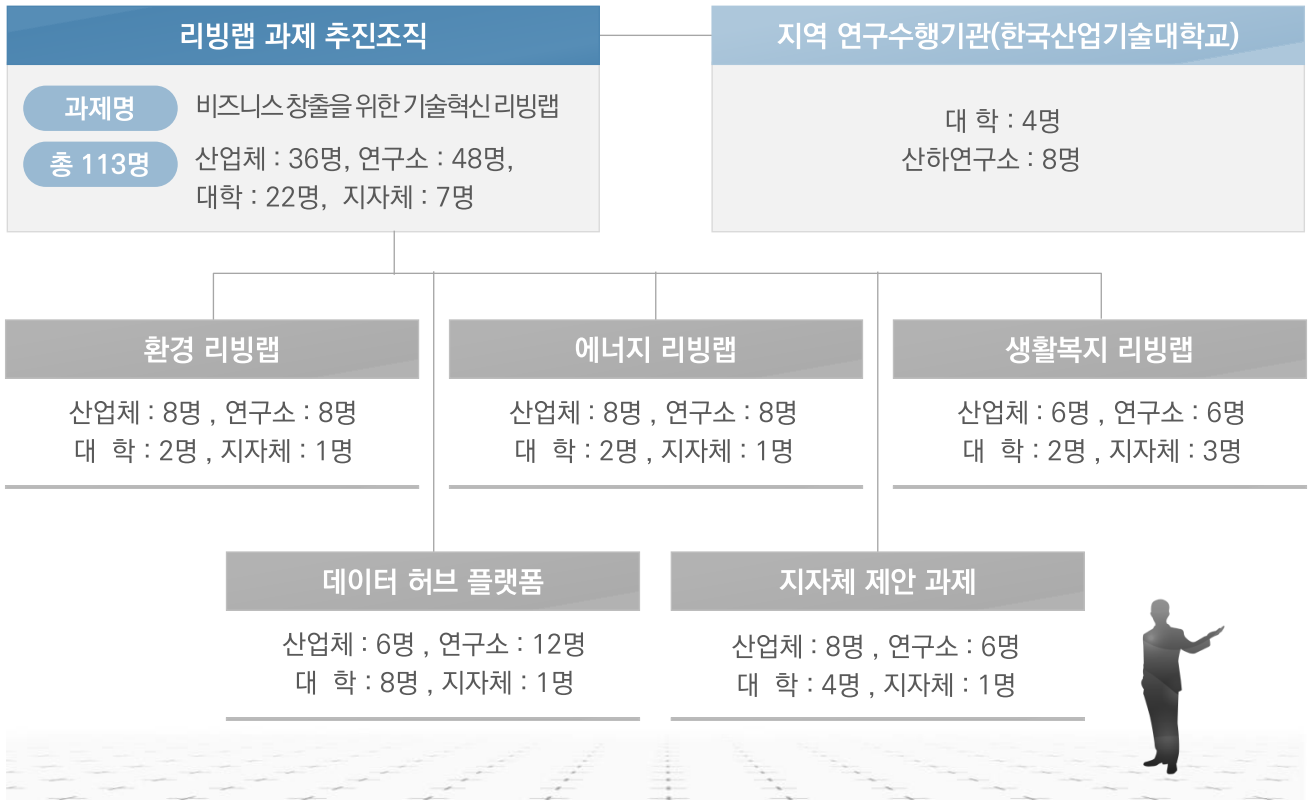 리빙랩 과제 추진조직
과제명
비즈니스 창출을 위한 기술혁신 리빙랩
총 113명
산업체 : 36명, 연구소 : 48명,
대학 : 22명, 지자체 : 7명
지역 연구수행기관(한국산업기술대학교)
대 학 : 4명
산하연구소 : 8명
환경 리빙랩
산업체 : 8명 , 연구소 : 8명
대 학 : 2명 , 지자체 : 1명
에너지 리빙랩
산업체 : 8명 , 연구소 : 8명
대 학 : 2명 , 지자체 : 1명
생활복지 리빙랩
산업체 : 6명 , 연구소 : 6명
대 학 : 2명 , 지자체 : 3명
데이터 허브 플랫폼
산업체 : 6명 , 연구소 : 12명
대 학 : 8명 , 지자체 : 1명
지자체 제안 과제
산업체 : 8명 , 연구소 : 6명
대 학 : 4명 , 지자체 : 1명